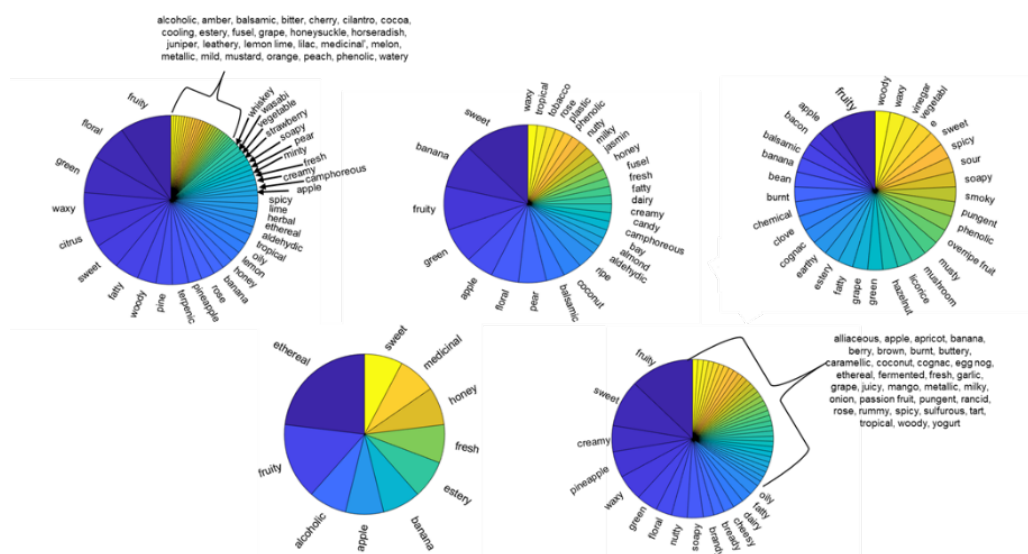 alcoholic, amber, balsamic, bitter, cherry, cilantro, cocoa,
cooling, estery, fusel, grape, honeysuckle, horseradish,
juniper, leathery, lemon lime, lilac, medicinal', melon,
metallic, mild, mustard, orange, peach, phenolic, watery
whiskey
wasabi
vegetable
strawberry
soapy
pear
minty
fresh
creamy
camphoreous
apple
spicy
lime
herbal
ethereal
aldehydic
tropical
oily
lemon
honey
banana
rose
pineapple
terpenic
pine
woody
fatty
sweet
citrus
waxy
green
floral
fruity
waxy
tropical
tobacco
rose
plastic
phenolic
nutty
milky
jasmin
honey
fusel
fresh
fatty
dairy
creamy
candy
camphoreous
bay
almond
aldehydic
ripe
coconut
balsamic
pear
floral
apple
green
fruity
banana
sweet
woody
waxy
vinegar
vegetabl
e
sweet
spicy
sour
soapy
smoky
pungent
phenolic
overripe fruit
musty
mushroom
licorice
hazelnut
green
grape
fatty
estery
earthy
cognac
clove
chemical
burnt
bean
banana
balsamic
bacon
apple
fruity
sweet
medicinal
honey
fresh
estery
banana
apple
alcoholic
fruity
ethereal
alliaceous, apple, apricot, banana,
berry, brown, burnt, buttery,
caramellic, coconut, cognac, egg nog,
ethereal, fermented, fresh, garlic,
grape, juicy, mango, metallic, milky,
onion, passion fruit, pungent, rancid,
rose, rummy, spicy, sulfurous, tart,
tropical, woody, yogurt
oily
fatty
dairy
cheesy
bready
brandy
soapy
nutty
floral
green
waxy
pineapple
creamy
sweet
fruity